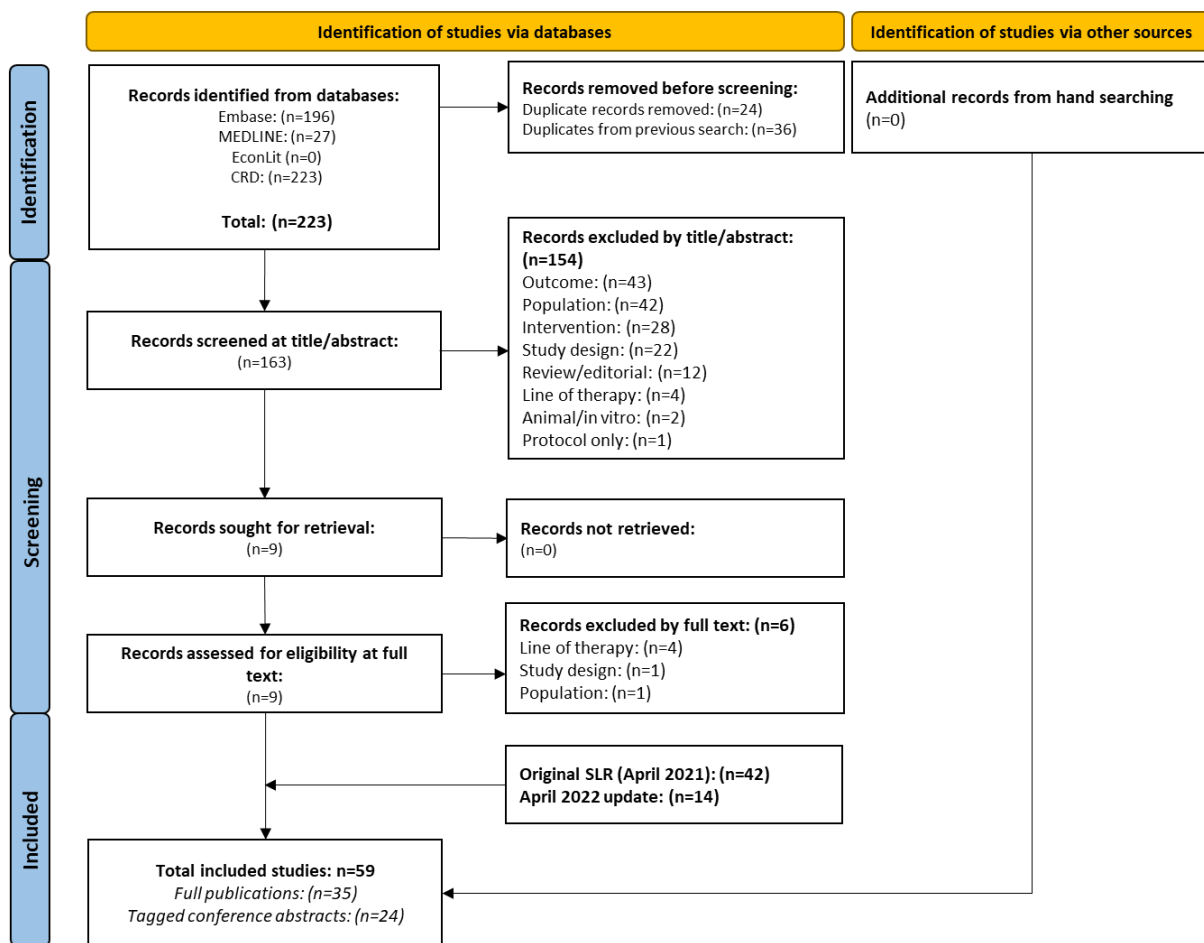 Identification of studies via databases
Identification of studies via other sources
Identification
Records identified from databases:
Embase: (n=196)
MEDLINE: (n=27)
EconLit (n=0)
CRD: (n=223)
Total: (n=223)
Records removed before screening:
Duplicate records removed: (n=24)
Duplicates from previous search: (n=36)
Additional records from hand searching
(n=0)
Screening
Records screened at title/abstract:
(n=163)
Records excluded by title/abstract:
(n=154)
Outcome: (n=43)
Population: (n=42)
Intervention: (n=28)
Study design: (n=22)
Review/editorial: (n=12)
Line of therapy: (n=4)
Animal/in vitro: (n=2)
Protocol only: (n=1)
Records sought for retrieval:
(n=9)
Records not retrieved:
(n=0)
Records assessed for eligibility at full
text:
(n=9)
Records excluded by full text: (n=6)
Line of therapy: (n=4)
Study design: (n=1)
Population: (n=1)
Included
Original SLR (April 2021): (n=42)
April 2022 update: (n=14)
Total included studies: n=59
Full publications: (n=35)
Tagged conference abstracts: (n=24)